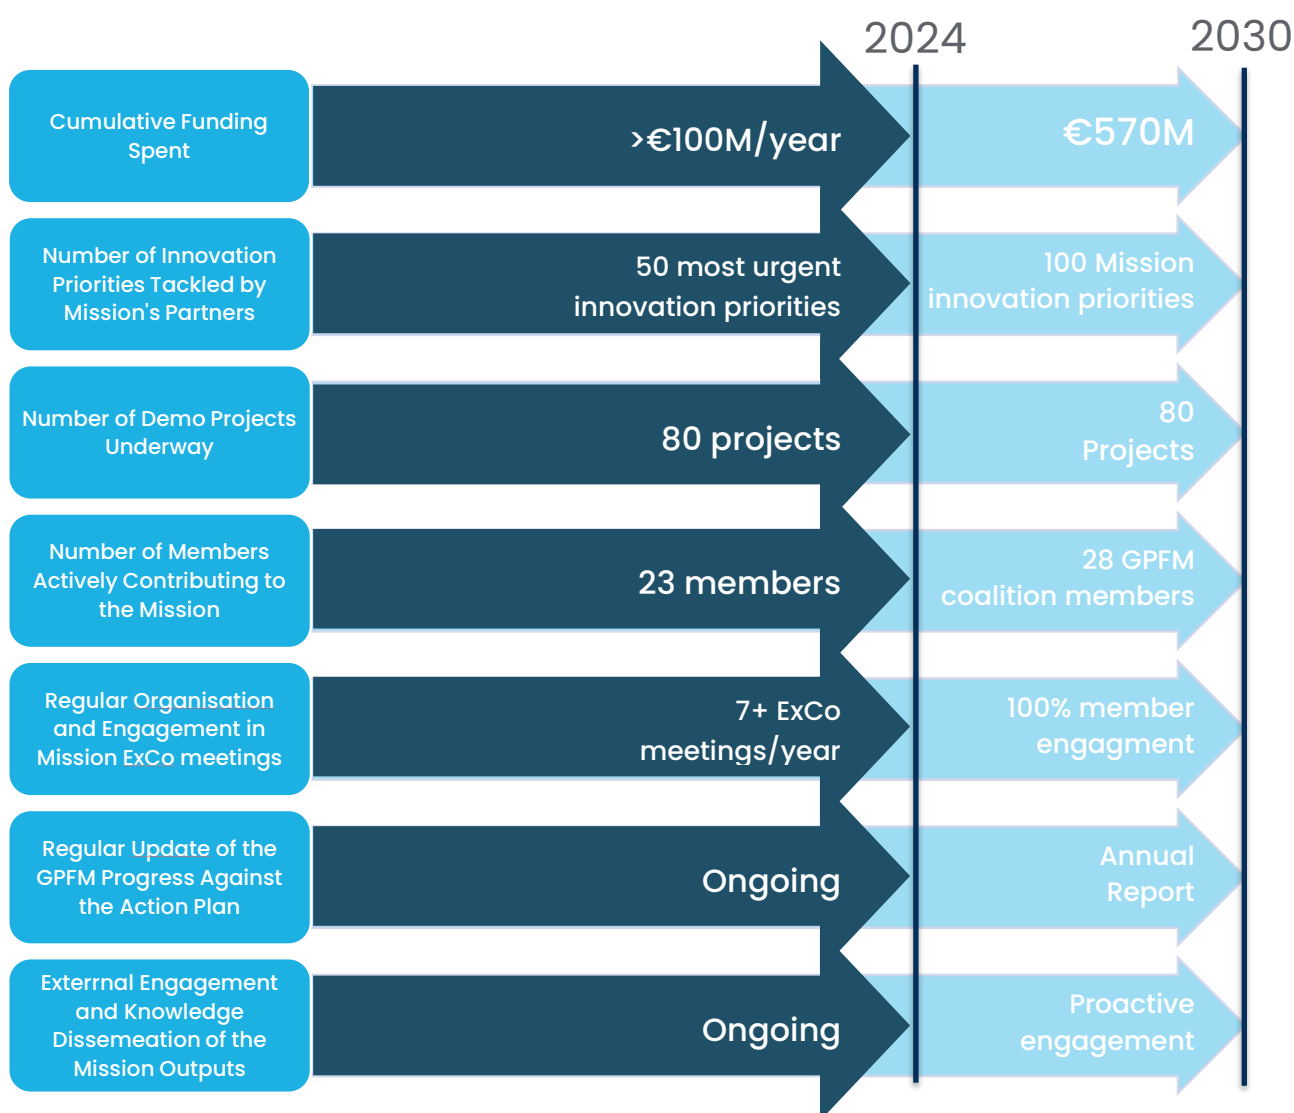 2024
2030
Cumulative Funding
Spent
>€100M/year
€570M
Number of Innovation
Priorities Tackled by
Mission's Partners
50 most urgent
innovation priorities
100 Mission
innovation priorities
Number of Demo Projects
Underway
80 projects
80
Projects
Number of Members
Actively Contributing to
the Mission
23 members
28 GPFM
coalition members
Regular Organisation
and Engagement in
Mission ExCo meetings
7+ ExCo
meetings/year
100% member
engagment
Regular Update of the
GPFM Progress Against
the Action Plan
Ongoing
Annual
Report
Exterrnal Engagement
and Knowledge
Dissemeation of the
Mission Outputs
Ongoing
Proactive
engagement